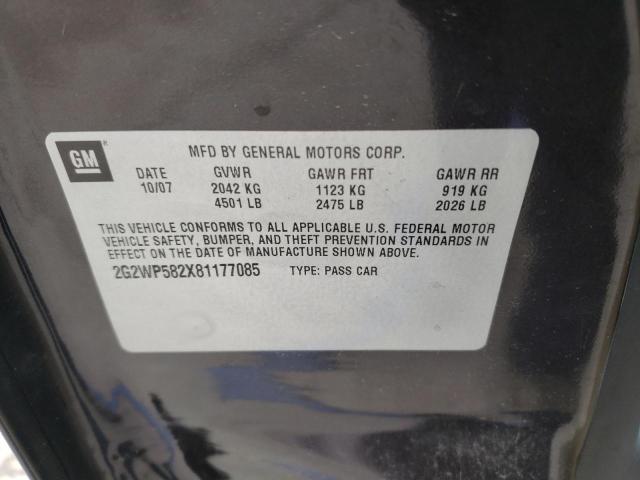 GM
MFD BY GENERAL MOTORS CORP.
DATE GVWR GAWR FRT GAWR RR
10/07 2042 KG 1123 KG 919 KG
4501 LB 2475 LB 2026 LB
THIS VEHICLE CONFORMS TO ALL APPLICABLE U.S. FEDERAL MOTOR
VEHICLE SAFETY, BUMPER, AND THEFT PREVENTION STANDARDS IN
EFFECT ON THE DATE OF MANUFACTURE SHOWN ABOVE.
2G2WP582X81177085 TYPE: PASS CAR